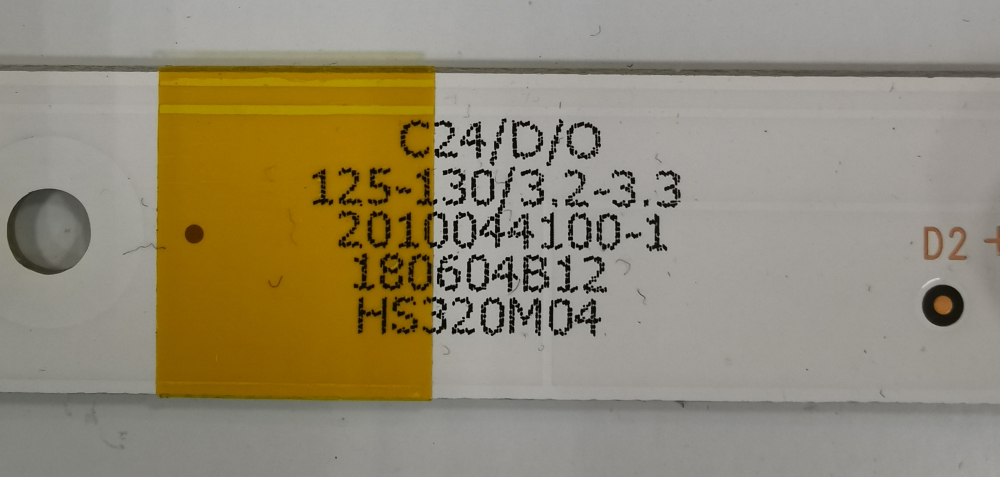 C24/D/O
125-130/3.2-3.3
2010044100-1
180604B12
HS320M04
D2 +